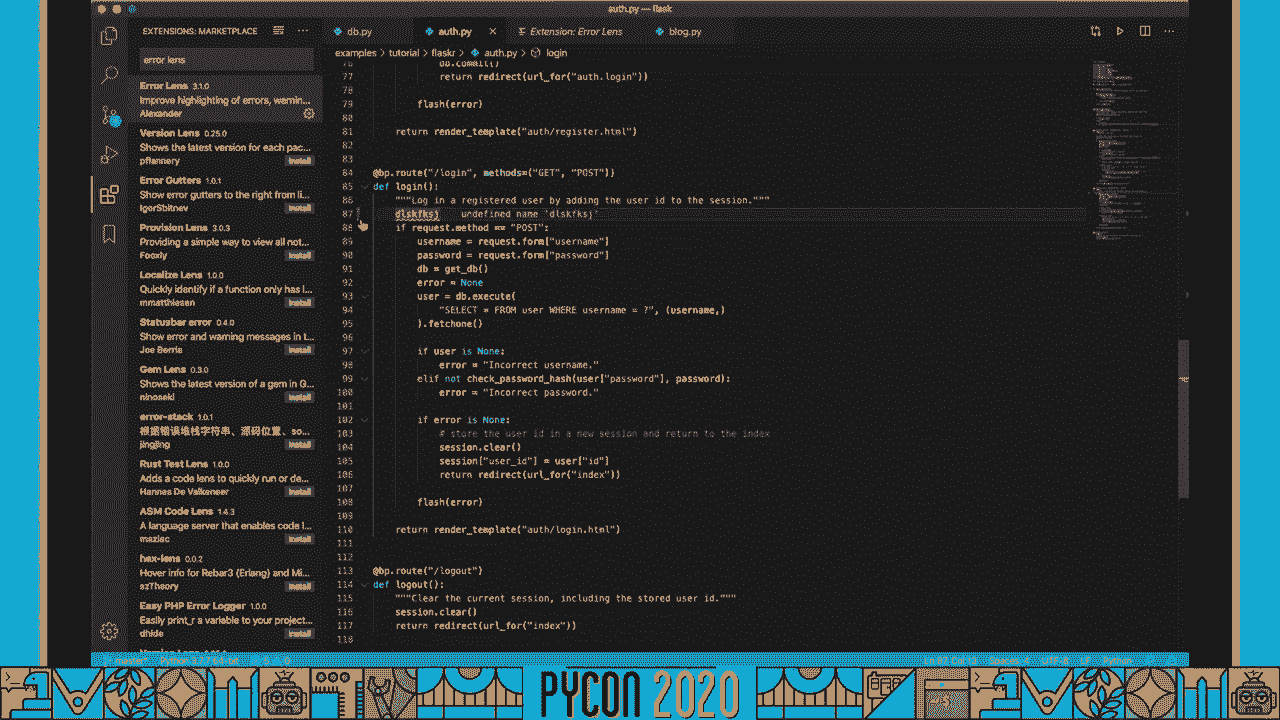 auth.py — flask
EXTENSIONS: MARKETPLACE
error lens
Error Lens 3.1.0
Improve highlighting of errors, warnin...
Alexander
Version Lens 0.25.0
Shows the latest version for each pac...
pflannery Install
Error Gutters 1.0.1
Show error gutters to the right from li...
IgorSbitnev Install
Provision Lens 3.0.3
Providing a simple way to view all not...
Fooxly Install
Localize Lens 1.0.0
Quickly identify if a function only has l...
mmatthiesen Install
Statusbar error 0.4.0
Show error and warning messages in t...
Joe Berria Install
Gem Lens 0.3.0
Shows the latest version of a gem in G...
ninoseki Install
error-stack 1.0.1
根据错误堆栈字符串、源码位置、so...
jingjing Install
Rust Test Lens 1.0.0
Adds a code lens to quickly run or de...
Hannes De Valkeneer Install
ASM Code Lens 1.4.3
A language server that enables code l...
maziac Install
hex-lens 0.0.2
Hover info for Rebar3 (Erlang) and Mi...
szTheory Install
Easy PHP Error Logger 1.0.0
Easily print_r a variable to your project...
dhide Install
db.py auth.py Extension: Error Lens blog.py
examples › tutorial › flaskr › auth.py › login
76 db.commit()
77 return redirect(url_for("auth.login"))
78
79 flash(error)
80
81 return render_template("auth/register.html")
82
83
84 @bp. "/login", methods=("GET", "POST"))
85 def login():
86 """Log in a registered user by adding the user id to the session."""
87 dlskfksj undefined name 'dlskfksj'
88 if request.method == "POST":
89 username = request.form["username"]
90 password = request.form["password"]
91 db = get_db()
92 error = None
93 user = db.execute(
94 "SELECT * FROM user WHERE username = ?", (username,)
95 ).fetchone()
96
97 if user is None:
98 error = "Incorrect username."
99 elif not check_password_hash(user["password"], password):
100 error = "Incorrect password."
101
102 if error is None:
103 # store the user id in a new session and return to the index
104 session.clear()
105 session["user_id"] = user["id"]
106 return redirect(url_for("index"))
107
108 flash(error)
109
110 return render_template("auth/login.html")
111
112
113 @bp.route("/logout")
114 def logout():
115 """Clear the current session, including the stored user id."""
116 session.clear()
117 return redirect(url_for("index"))
118
PYCON 2020